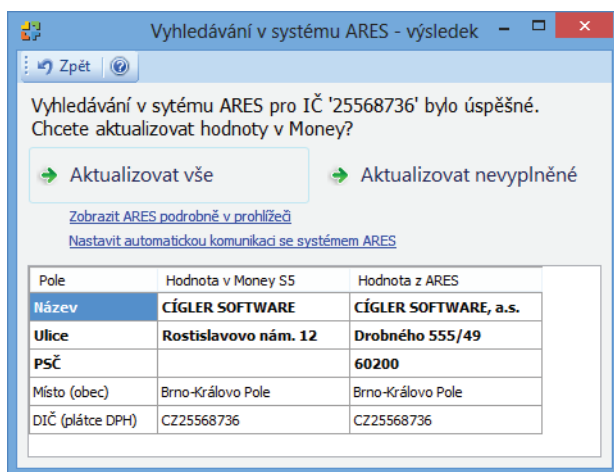 Vyhledávání v systému ARES - výsledek
Zpět
Vyhledávání v sytému ARES pro IČ '25568736' bylo úspěšné.
Chcete aktualizovat hodnoty v Money?
Aktualizovat vše Aktualizovat nevyplněné
Zobrazit ARES podrobně v prohlížeči
Nastavit automatickou komunikaci se systémem ARES
Pole Hodnota v Money S5 Hodnota z ARES
Název CÍGLER SOFTWARE CÍGLER SOFTWARE, a.s.
Ulice Rostislavovo nám. 12 Drobného 555/49
PSČ 60200
Místo (obec) Brno-Královo Pole Brno-Královo Pole
DIČ (plátce DPH) CZ25568736 CZ25568736